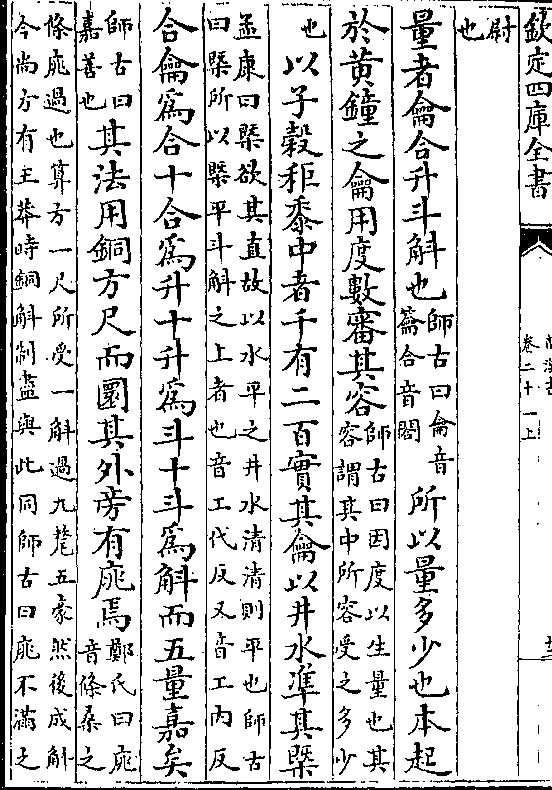 欽定四庫全書
卷二十一上
尉
也
量者龠合升斗斛也師古曰龠音
籥合音閤所以量多少也本起
於黄鐘之龠用度數審其容師古曰因度以生量也其
容謂其中所容受之多少
也以子榖秬黍中者千有二百實其龠以井水凖其槩
孟康曰槩欲其直故以水平之井水清清則平也師古
曰槩所以槩平斗斛之上者也音工代反又音工内反
合龠爲合十合爲升十升爲斗十斗爲斛而五量嘉矣
師古曰
嘉善也其法用銅方尺而圜其外旁有庣焉鄭氏曰庣
音條桑之
條庣過也算方一尺所受一斛過九氂五豪然後成斛
今尚方有王莽時銅斛制盡與此同師古曰庣不滿之